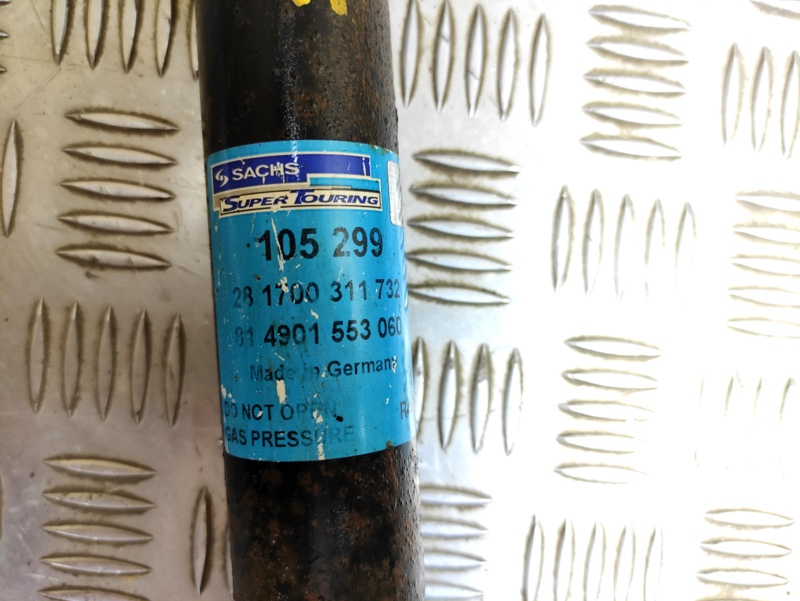 SACHS
SUPER TOURING
105 299
28 1700 311 732
81 4901 553 060
Made in Germany
DO NOT OPEN
GAS PRESSURE